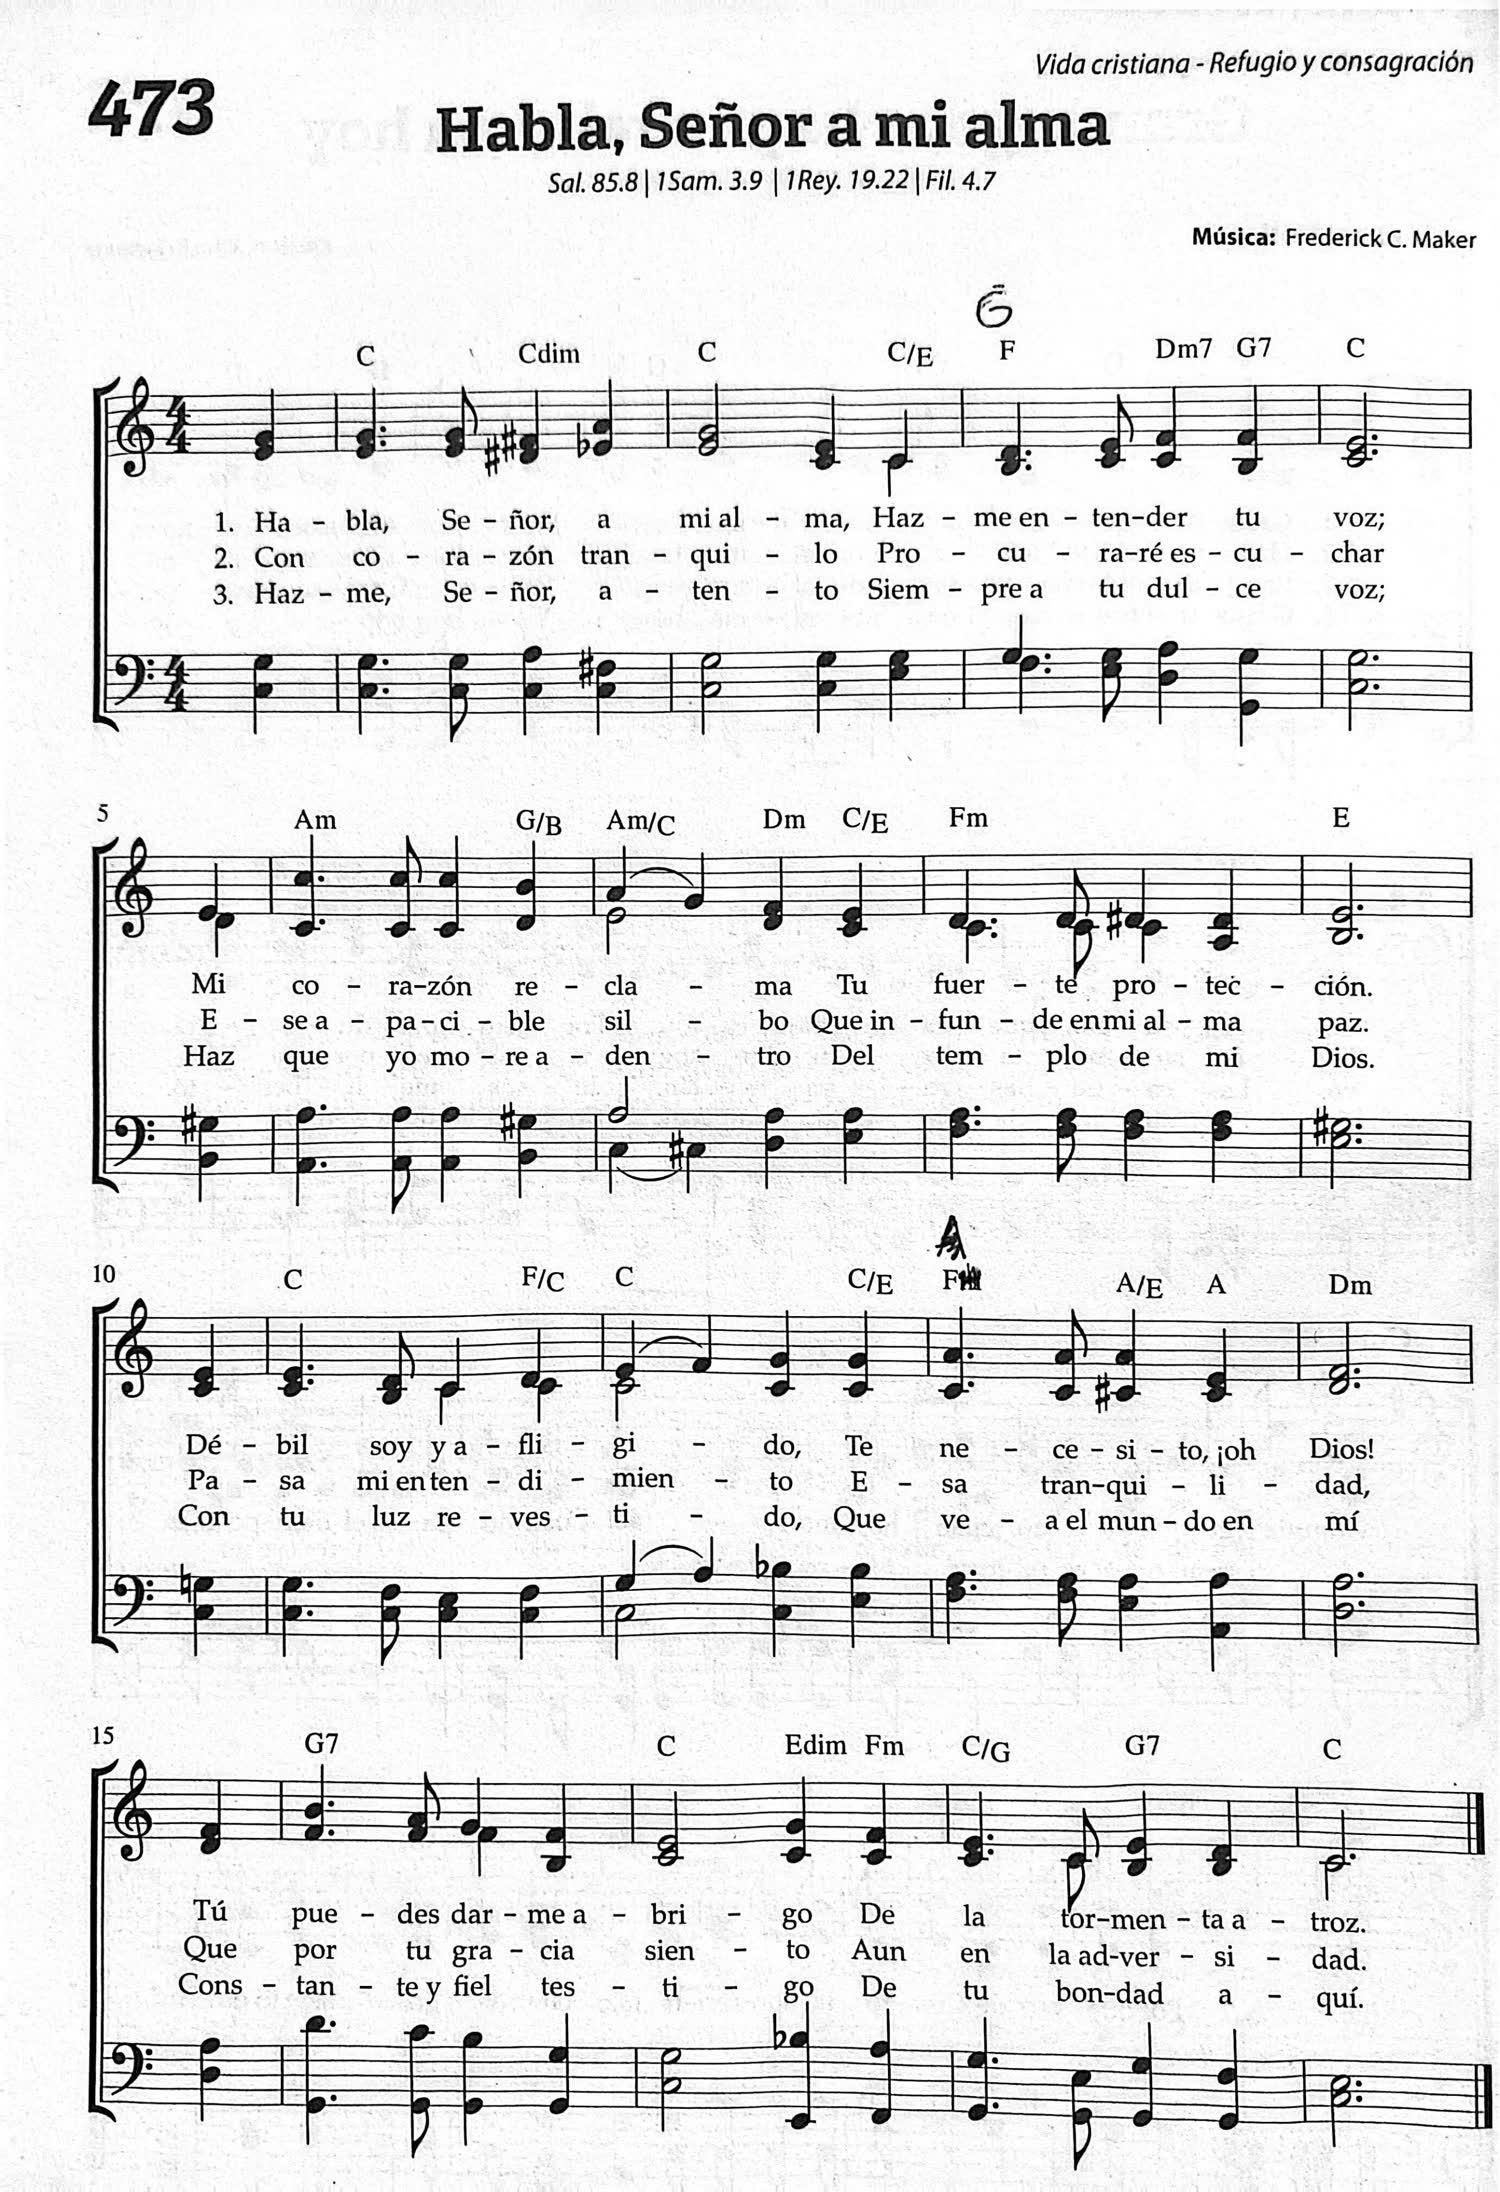 Vida cristiana - Refugio y consagración
473
Habla, Señor a mi alma
Sal. 85.8 | 1Sam. 3.9 | 1Rey. 19.22 | Fil. 4.7
Música: Frederick C. Maker
G
C Cdim C C/E F Dm7 G7 C
4 4
1. Ha - bla, Se - ñor, a mi al - ma, Haz - me en - ten-der tu voz;
2. Con co - ra - zón tran - qui - lo Pro - cu - ra-ré es - cu - char
3. Haz - me, Se - ñor, a - ten - to Siem - pre a tu dul - ce voz;
4 4
5 Am G/B Am/C Dm C/E Fm E
Mi co - ra-zón re - cla - ma Tu fuer - te pro - tec - ción.
E - se a - pa-ci - ble sil - bo Que in - fun - de en mi al - ma paz.
Haz que yo mo - re a - den - tro Del tem - plo de mi Dios.
A
10 C F/C C C/E F A/E A Dm
Dé - bil soy y a - fli - gi - do, Te ne - ce - si - to, ¡oh Dios!
Pa - sa mi en ten - di - mien - to E - sa tran-qui - li - dad,
Con tu luz re - ves - ti - do, Que ve - a el mun - do en mí
15 G7 C Edim Fm C/G G7 C
Tú pue - des dar - me a - bri - go De la tor-men - ta a - troz.
Que por tu gra - cia sien - to Aun en la ad-ver - si - dad.
Cons - tan - te y fiel tes - ti - go De tu bon-dad a - quí.